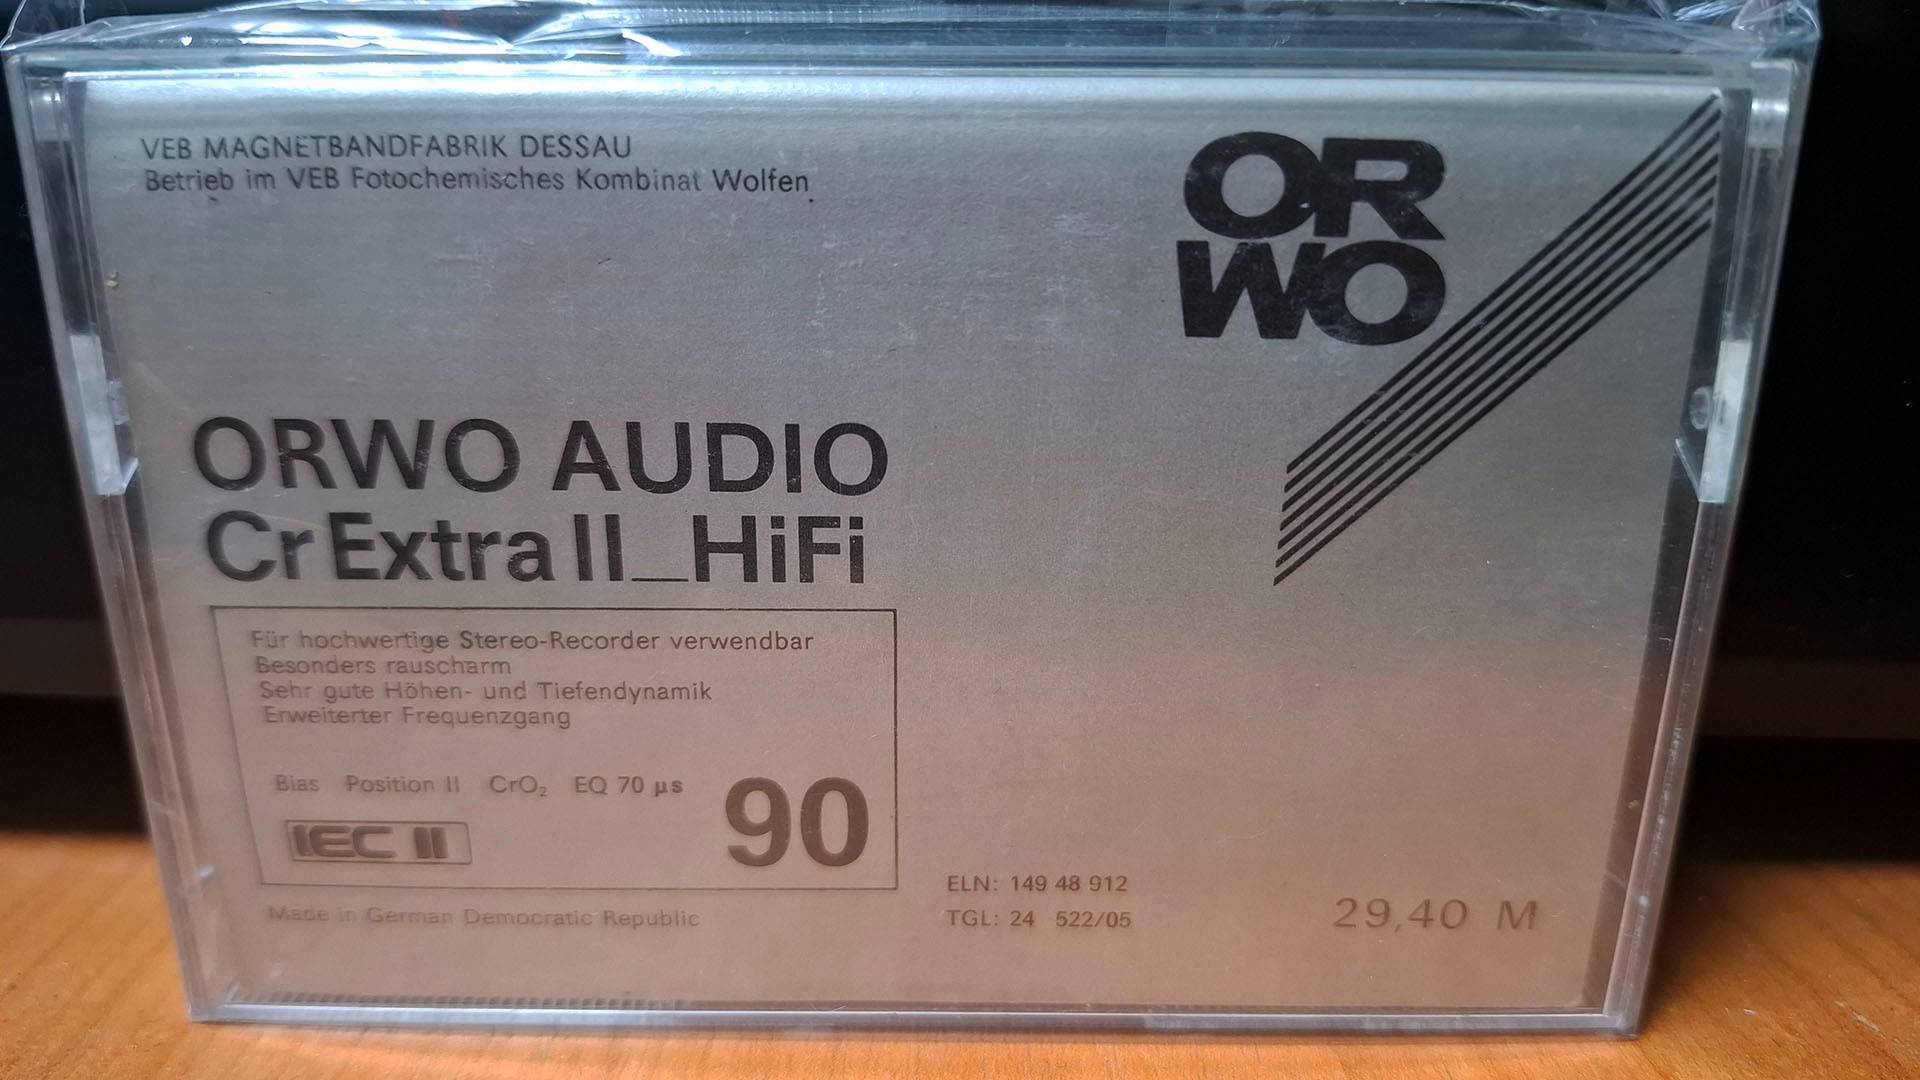 VEB MAGNETBANDFABRIK DESSAU
Betrieb im VEB Fotochemisches Kombinat Wolfen
OR
WO
ORWO AUDIO
Cr Extra II_HiFi
Für hochwertige Stereo-Recorder verwendbar
Besonders rauscharm
Sehr gute Höhen- und Tiefendynamik
Erweiterter Frequenzgang
Bias Position II CrO₂ EQ 70 µs
90
IEC II
Made in German Democratic Republic
ELN: 149 48 912
TGL: 24 522/05
29,40 M